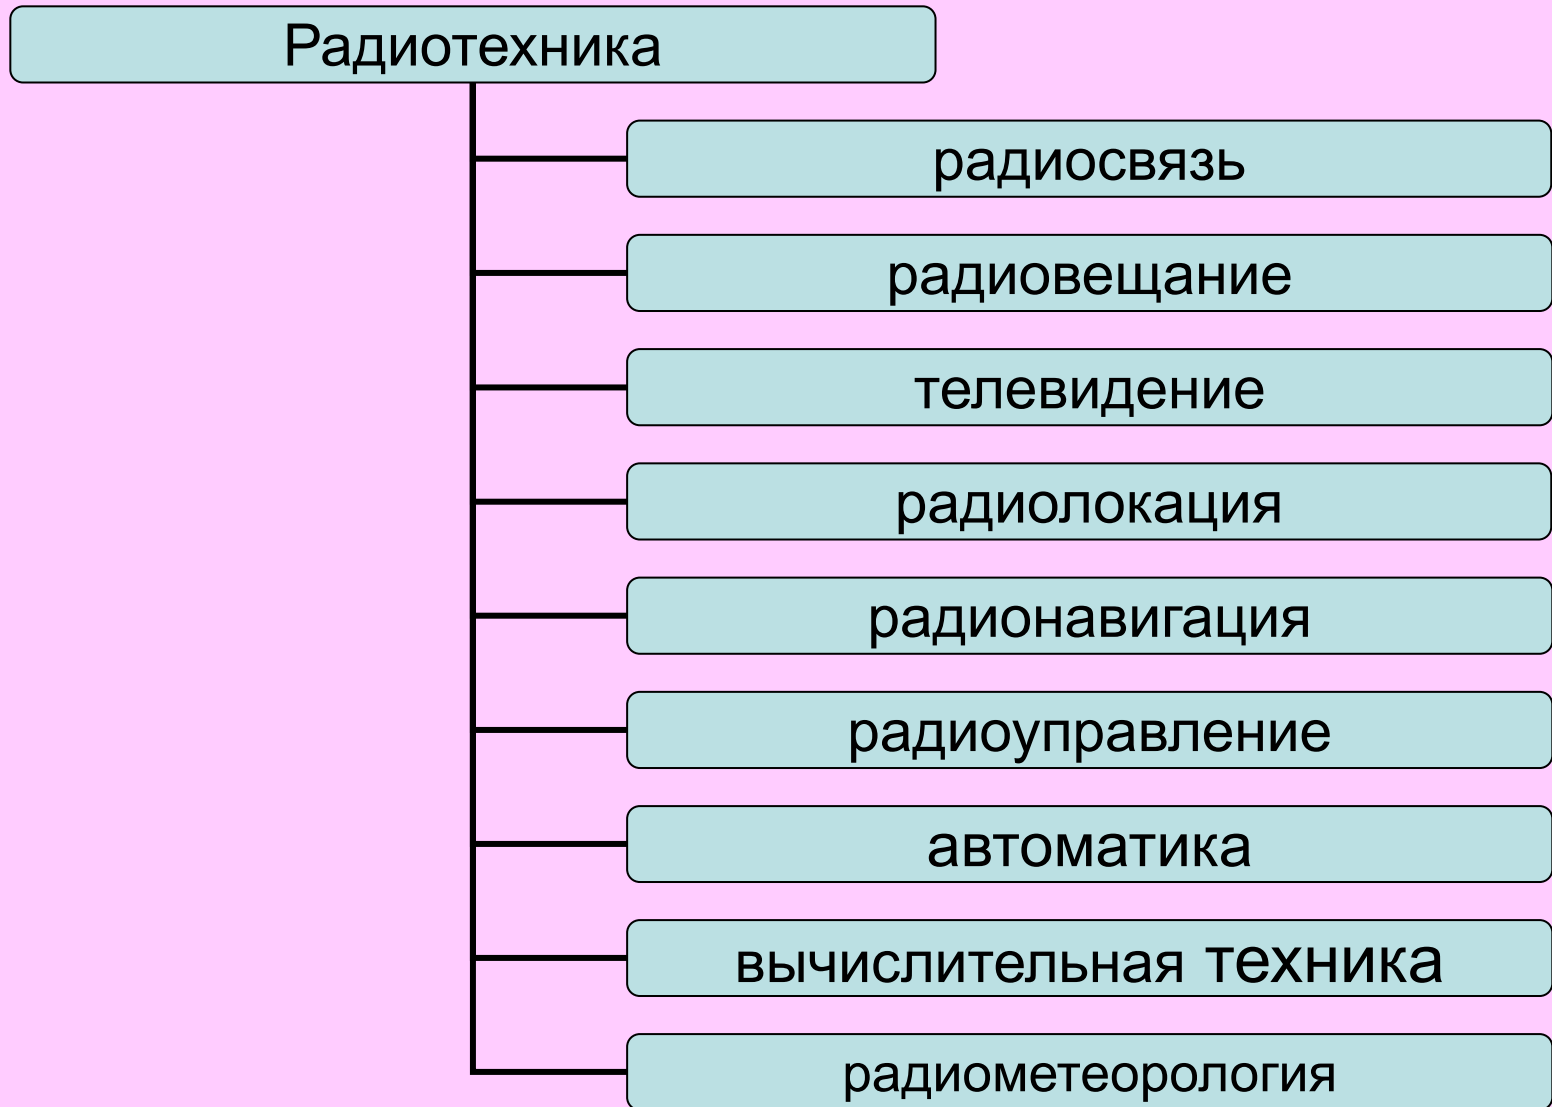 Радиотехника
радиосвязь
радиовещание
телевидение
радиолокация
радионавигация
радиоуправление
автоматика
вычислительная техника
радиометеорология